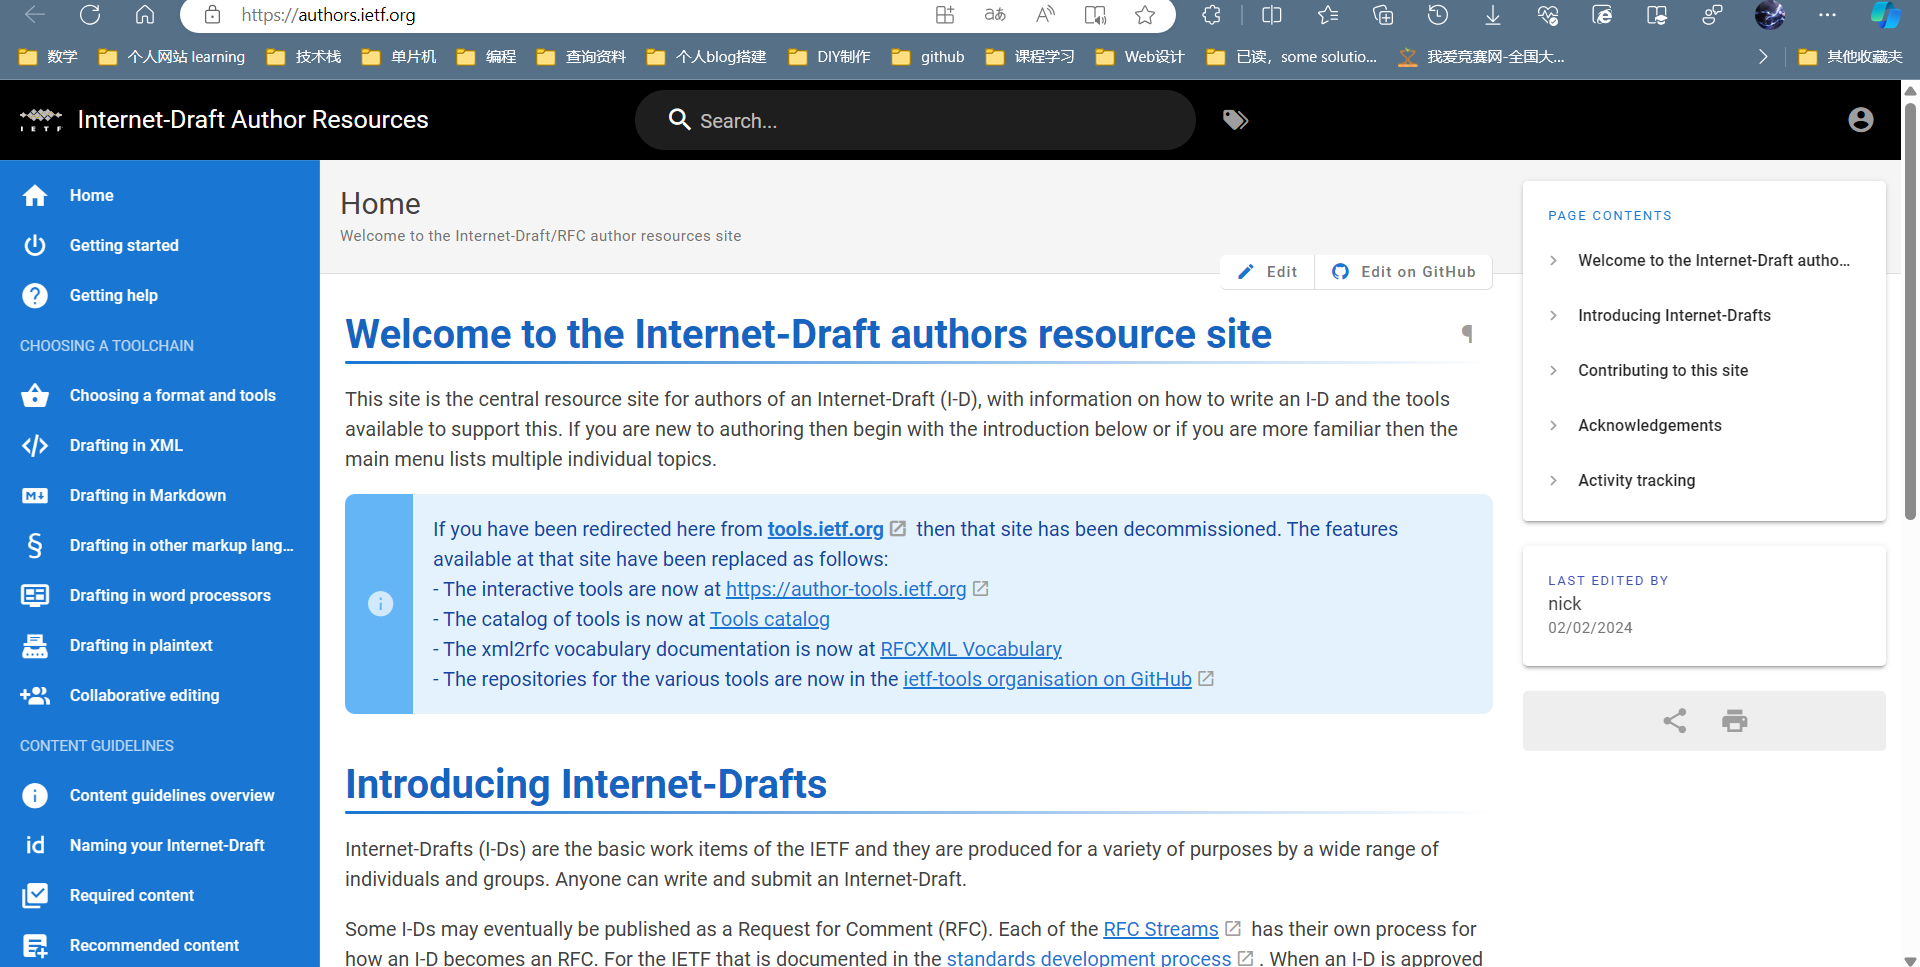 https://authors.ietf.org
数学
个人网站 learning
技术栈
单片机
编程
查询资料
个人blog搭建
DIY制作
github
课程学习
Web设计
已读，some solutio...
我爱竞赛网-全国大...
其他收藏夹
IETF
Internet-Draft Author Resources
Search...
Home
Getting started
Getting help
CHOOSING A TOOLCHAIN
Choosing a format and tools
Drafting in XML
Drafting in Markdown
Drafting in other markup lang...
Drafting in word processors
Drafting in plaintext
Collaborative editing
CONTENT GUIDELINES
Content guidelines overview
id Naming your Internet-Draft
Required content
Recommended content
Home
Welcome to the Internet-Draft/RFC author resources site
Edit
Edit on GitHub
Welcome to the Internet-Draft authors resource site ¶
This site is the central resource site for authors of an Internet-Draft (I-D), with information on how to write an I-D and the tools
available to support this. If you are new to authoring then begin with the introduction below or if you are more familiar then the
main menu lists multiple individual topics.
If you have been redirected here from tools.ietf.org then that site has been decommissioned. The features
available at that site have been replaced as follows:
- The interactive tools are now at https://author-tools.ietf.org
- The catalog of tools is now at Tools catalog
- The xml2rfc vocabulary documentation is now at RFCXML Vocabulary
- The repositories for the various tools are now in the ietf-tools organisation on GitHub
Introducing Internet-Drafts
Internet-Drafts (I-Ds) are the basic work items of the IETF and they are produced for a variety of purposes by a wide range of
individuals and groups. Anyone can write and submit an Internet-Draft.
Some I-Ds may eventually be published as a Request for Comment (RFC). Each of the RFC Streams has their own process for
how an I-D becomes an RFC. For the IETF that is documented in the standards development process . When an I-D is approved
PAGE CONTENTS
Welcome to the Internet-Draft autho...
Introducing Internet-Drafts
Contributing to this site
Acknowledgements
Activity tracking
LAST EDITED BY
nick
02/02/2024